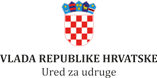 VLADA REPUBLIKE HRVATSKE
Ured za udruge